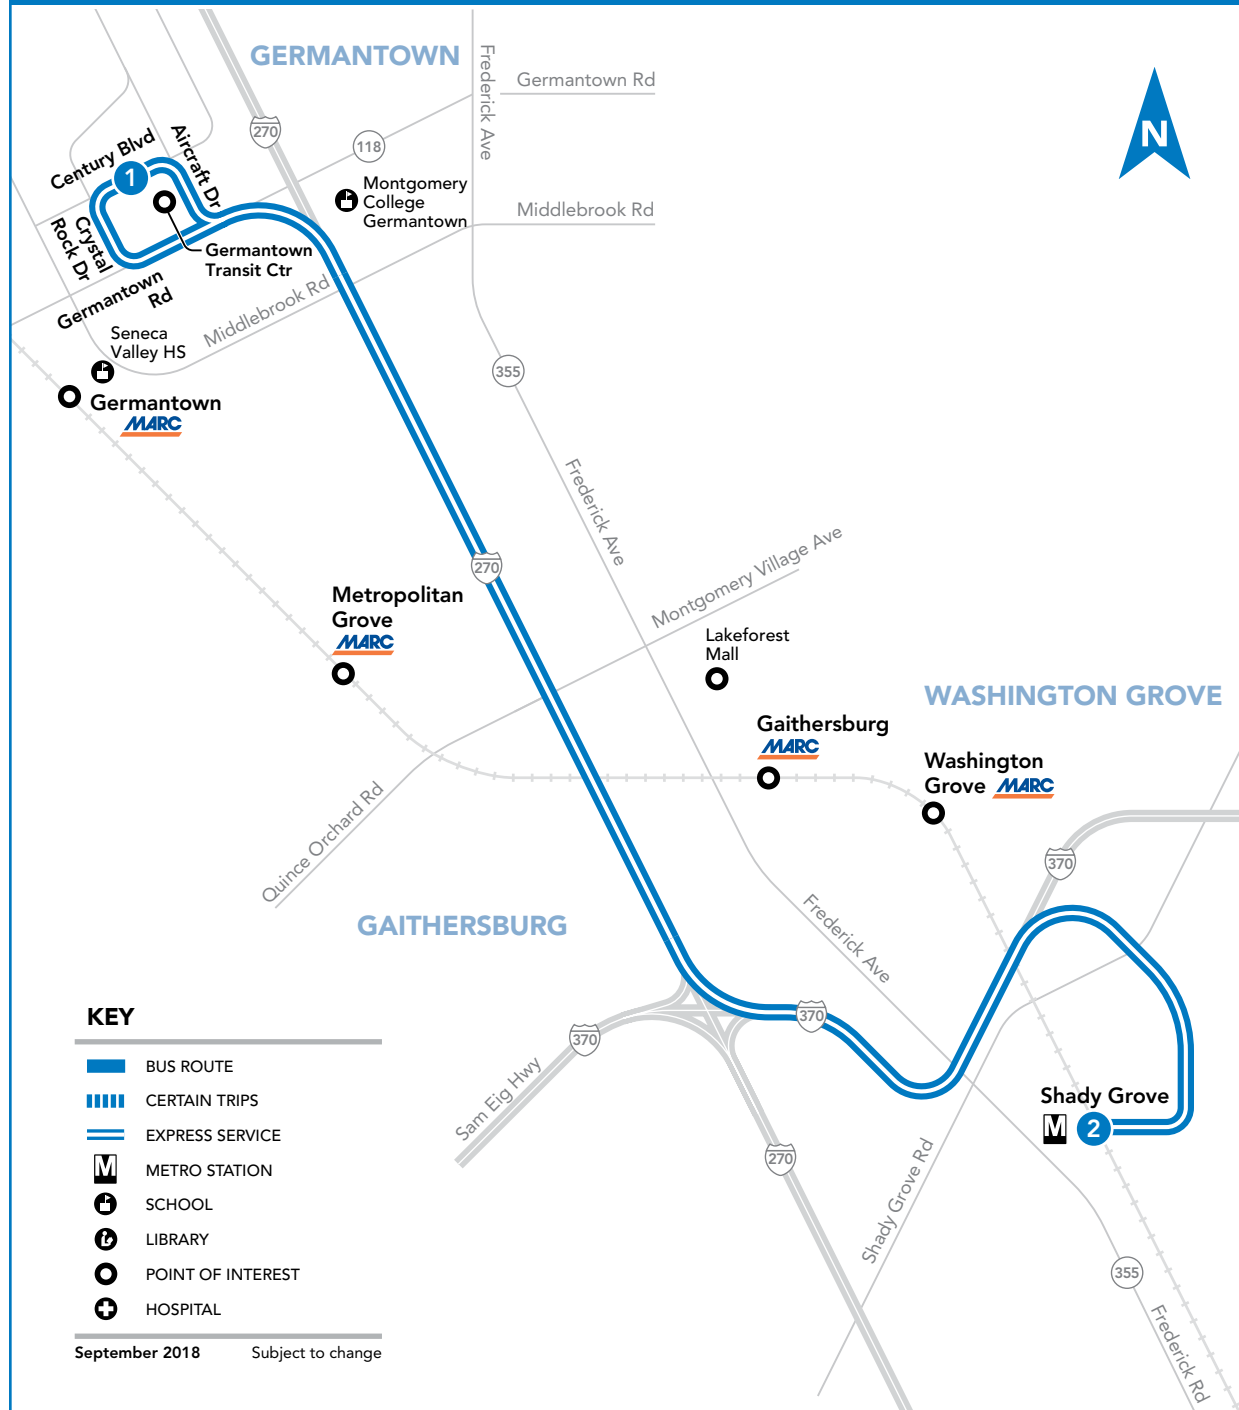 GERMANTOWN
Frederick Ave
Germantown Rd
270
118
N
Century Blvd
Aircraft Dr
1
Montgomery
College
Germantown
Middlebrook Rd
Crystal
Rock Dr
Germantown
Transit Ctr
Germantown
Rd
Middlebrook Rd
Seneca
Valley HS
355
Germantown
MARC
Frederick Ave
270
Montgomery Village Ave
Metropolitan
Grove
MARC
Lakeforest
Mall
WASHINGTON GROVE
Gaithersburg
MARC
Washington
Grove MARC
Quince Orchard Rd
370
GAITHERSBURG
Frederick Ave
370
370
Sam Eig Hwy
Shady Grove
M
2
270
Shady Grove Rd
355
Frederick Rd
KEY
BUS ROUTE
CERTAIN TRIPS
EXPRESS SERVICE
M METRO STATION
SCHOOL
LIBRARY
POINT OF INTEREST
HOSPITAL
September 2018 Subject to change